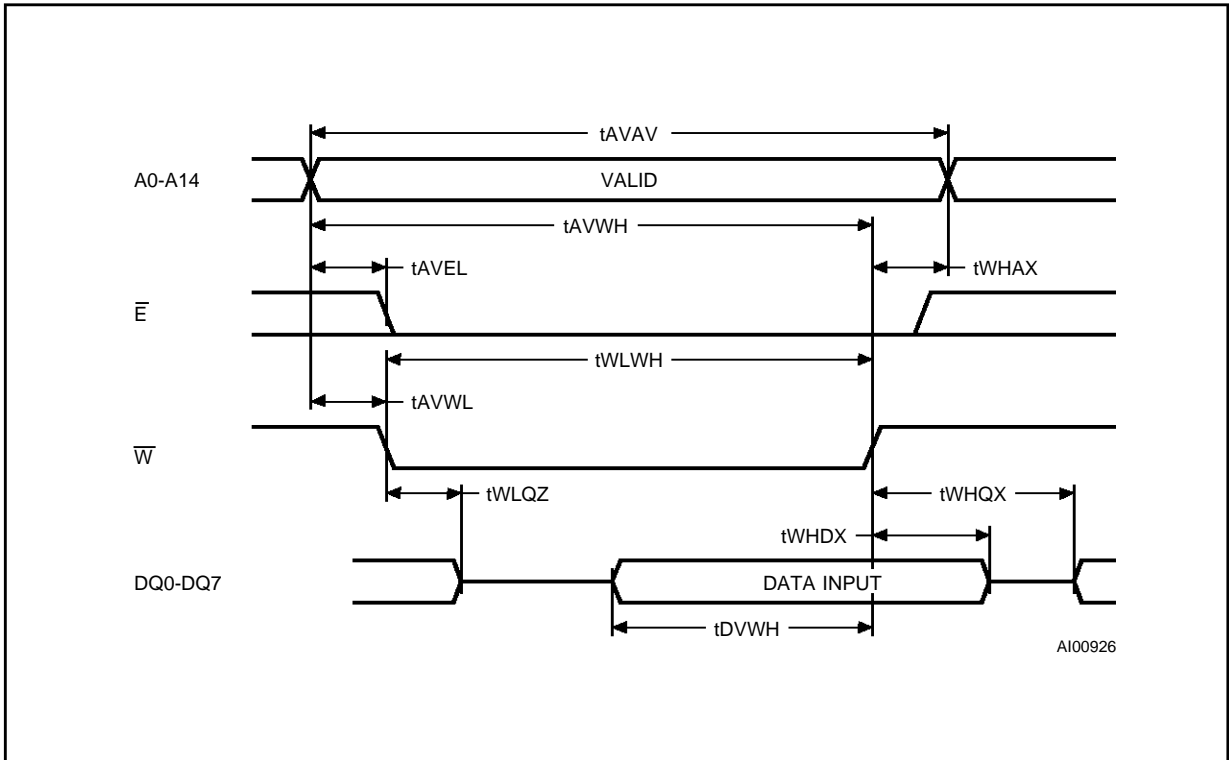 tAVAV
A0-A14
VALID
tAVWH
tAVEL
tWHAX
E̅
tWLWH
tAVWL
W̅
tWLQZ
tWHQX
tWHDX
DQ0-DQ7
DATA INPUT
tDVWH
AI00926